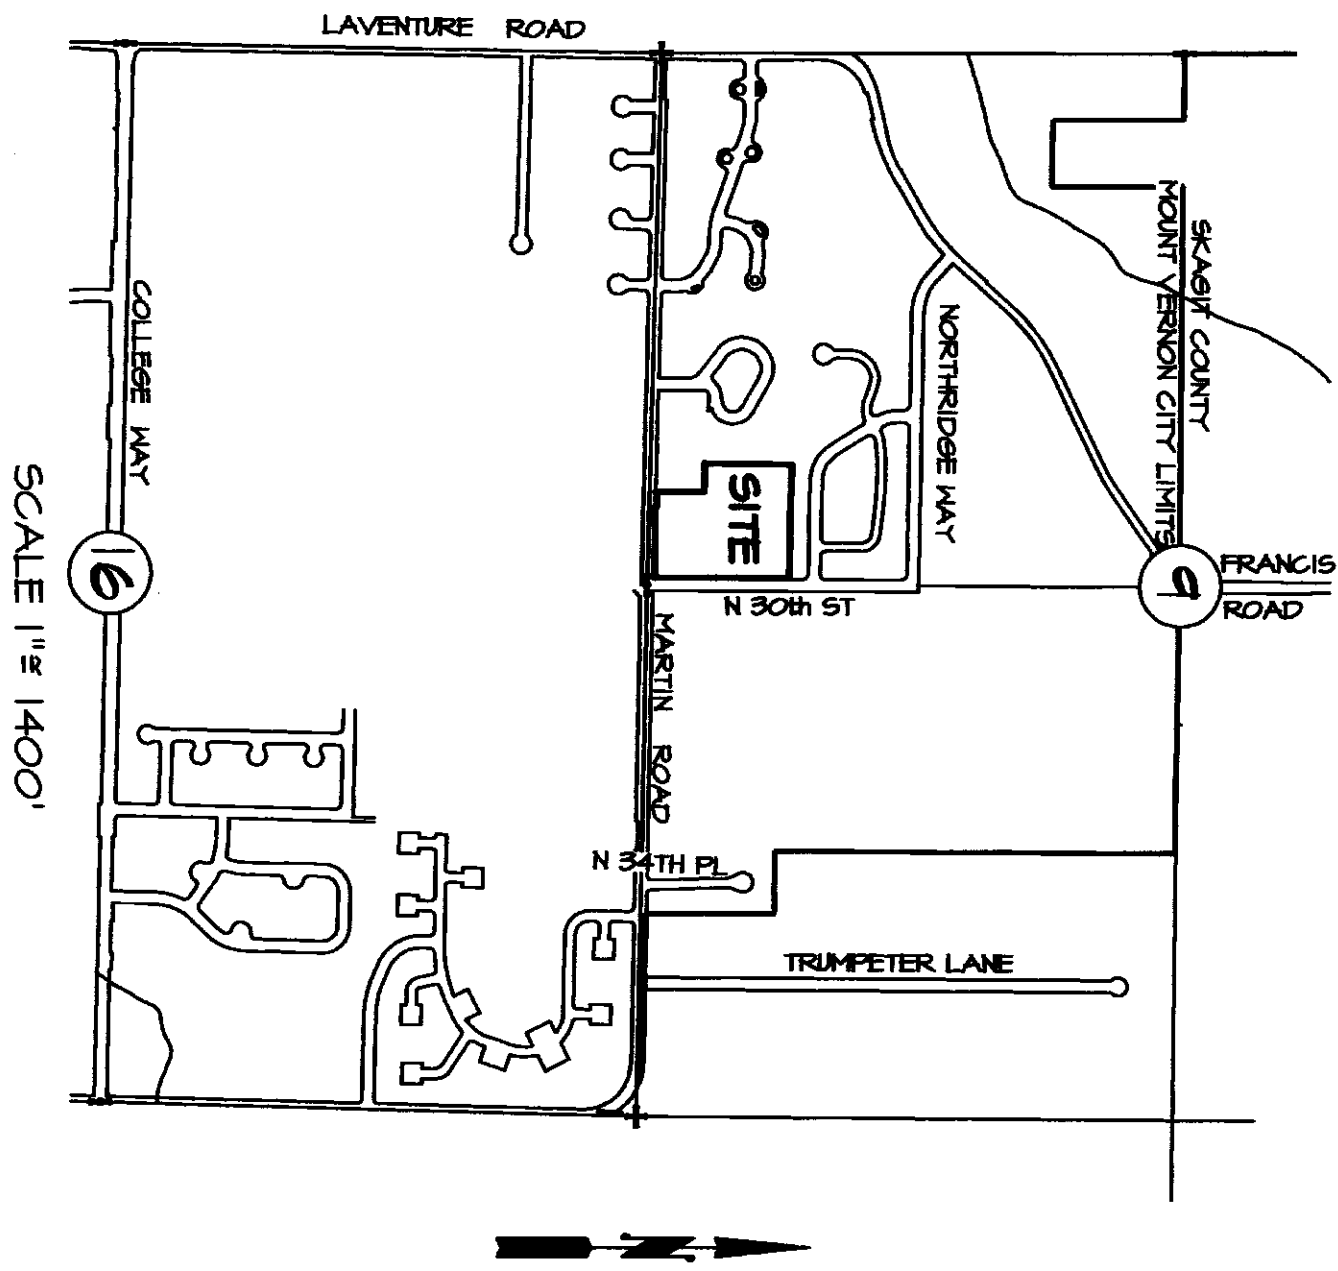 LAVENTURE ROAD
SKAGIT COUNTY
MOUNT VERNON CITY LIMITS
COLLEGE WAY
NORTHRIDGE WAY
SITE
SCALE 1"= 1400'
16
9
FRANCIS
ROAD
N 30th ST
MARTIN ROAD
N 34TH PL
TRUMPETER LANE
N